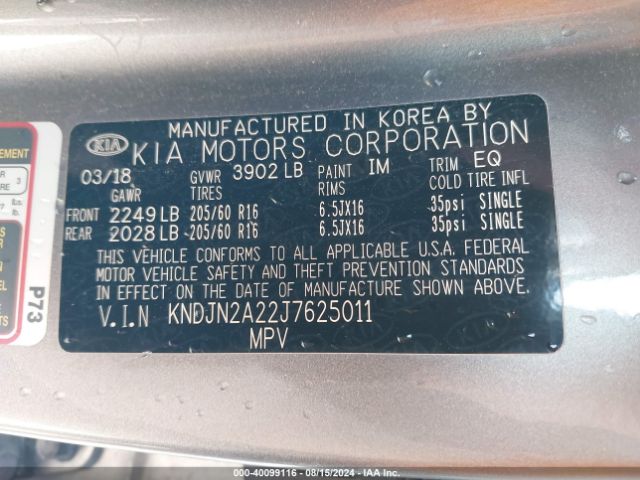 MANUFACTURED IN KOREA BY
KIA KIA MOTORS CORPORATION
03/18 GVWR 3902 LB PAINT IM TRIM EQ
GAWR TIRES RIMS COLD TIRE INFL
FRONT 2249 LB 205/60 R16 6.5JX16 35psi SINGLE
REAR 2028 LB 205/60 R16 6.5JX16 35psi SINGLE
THIS VEHICLE CONFORMS TO ALL APPLICABLE U.S.A. FEDERAL
MOTOR VEHICLE SAFETY AND THEFT PREVENTION STANDARDS
IN EFFECT ON THE DATE OF MANUFACTURE SHOWN ABOVE.
V.I.N KNDJN2A22J7625011
MPV
P73
000-40099116 - 08/15/2024 - IAA Inc.